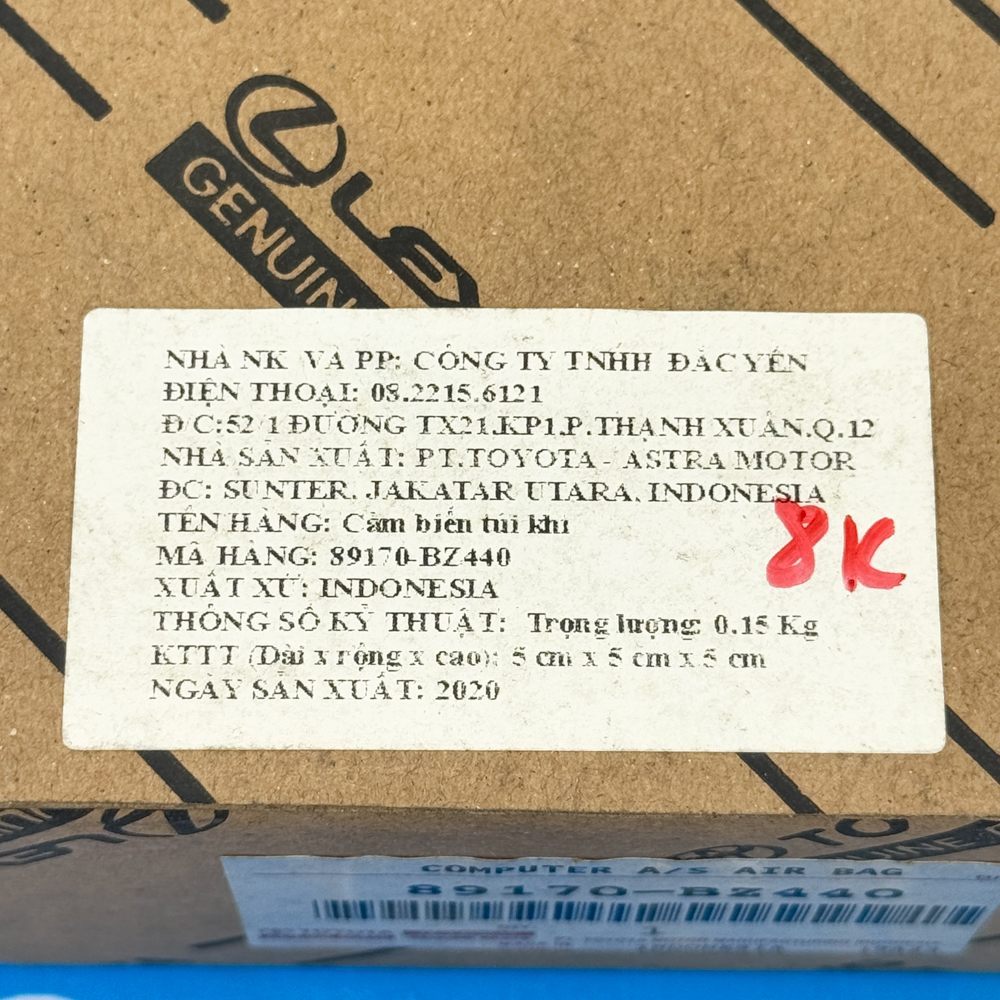 GENUIN
LE
NHÀ NK VÀ PP: CÔNG TY TNHH ĐẮC YẾN
ĐIỆN THOẠI: 08.2215.6121
Đ/C:52/1 ĐƯỜNG TX21.KP1.P.THẠNH XUÂN.Q.12
NHÀ SẢN XUẤT: PT.TOYOTA- ASTRA MOTOR
ĐC: SUNTER. JAKATAR UTARA. INDONESIA
TÊN HÀNG: Cảm biến túi khí
8K
MÃ HÀNG: 89170-BZ440
XUẤT XỨ: INDONESIA
THÔNG SỐ KỸ THUẬT: Trọng lượng: 0.15 Kg
KTTT (Dài x rộng x cao): 5 cm x 5 cm x 5 cm
NGÀY SẢN XUẤT: 2020
TO
COMPUTER A/S AIR BAG
89170-BZ440
1